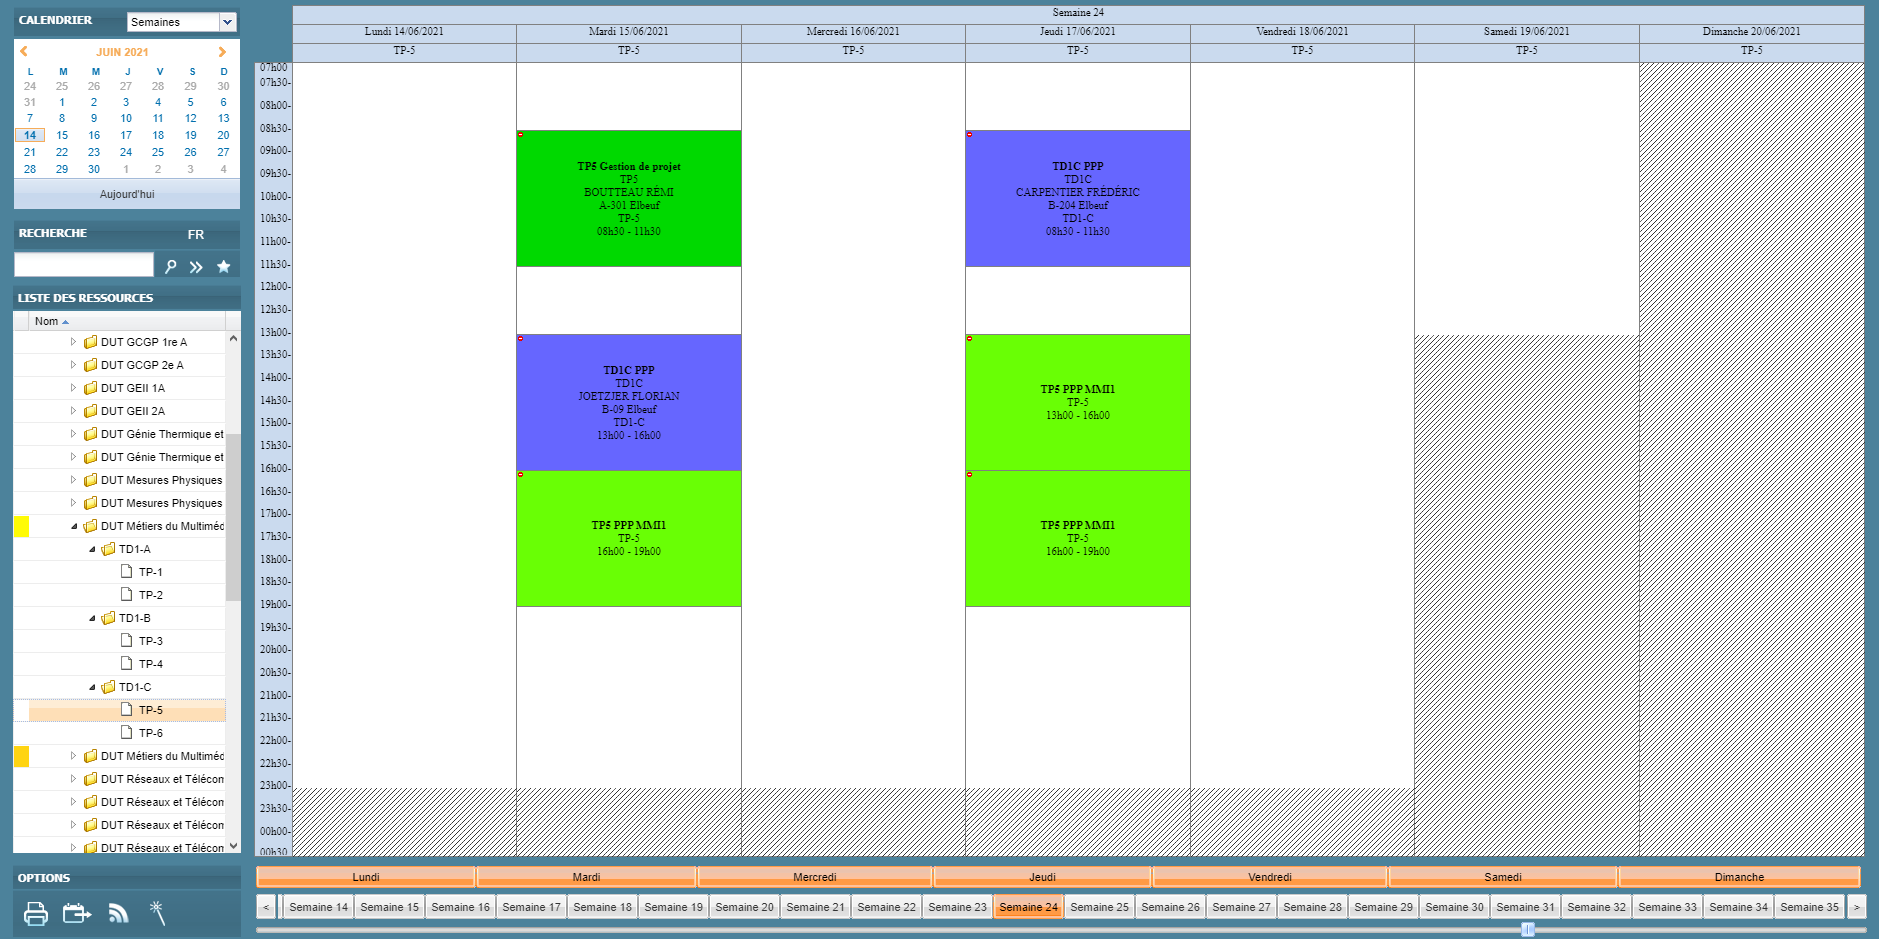 CALENDRIER
Semaines
JUIN 2021
L M M J V S D
24 25 26 27 28 29 30
31 1 2 3 4 5 6
7 8 9 10 11 12 13
14 15 16 17 18 19 20
21 22 23 24 25 26 27
28 29 30 1 2 3 4
Aujourd'hui
RECHERCHE FR
LISTE DES RESSOURCES
Nom
DUT GCGP 1re A
DUT GCGP 2e A
DUT GEII 1A
DUT GEII 2A
DUT Génie Thermique et
DUT Génie Thermique et
DUT Mesures Physiques
DUT Mesures Physiques
DUT Métiers du Multiméd
TD1-A
TP-1
TP-2
TD1-B
TP-3
TP-4
TD1-C
TP-5
TP-6
DUT Métiers du Multiméd
DUT Réseaux et Télécom
DUT Réseaux et Télécom
DUT Réseaux et Télécom
DUT Réseaux et Télécom
OPTIONS
Semaine 24
Lundi 14/06/2021 Mardi 15/06/2021 Mercredi 16/06/2021 Jeudi 17/06/2021 Vendredi 18/06/2021 Samedi 19/06/2021 Dimanche 20/06/2021
TP-5 TP-5 TP-5 TP-5 TP-5 TP-5 TP-5
07h00
07h30-
08h00-
08h30-
09h00-
09h30-
10h00-
10h30-
11h00-
11h30-
12h00-
12h30-
13h00-
13h30-
14h00-
14h30-
15h00-
15h30-
16h00-
16h30-
17h00-
17h30-
18h00-
18h30-
19h00-
19h30-
20h00-
20h30-
21h00-
21h30-
22h00-
22h30-
23h00-
23h30-
00h00-
00h30
TP5 Gestion de projet
TP5
BOUTTEAU RÉMI
A-301 Elbeuf
TP-5
08h30 - 11h30
TD1C PPP
TD1C
JOETZJER FLORIAN
B-09 Elbeuf
TD1-C
13h00 - 16h00
TP5 PPP MMI1
TP-5
16h00 - 19h00
TD1C PPP
TD1C
CARPENTIER FRÉDÉRIC
B-204 Elbeuf
TD1-C
08h30 - 11h30
TP5 PPP MMI1
TP-5
13h00 - 16h00
TP5 PPP MMI1
TP-5
16h00 - 19h00
Lundi Mardi Mercredi Jeudi Vendredi Samedi Dimanche
< Semaine 14 Semaine 15 Semaine 16 Semaine 17 Semaine 18 Semaine 19 Semaine 20 Semaine 21 Semaine 22 Semaine 23 Semaine 24 Semaine 25 Semaine 26 Semaine 27 Semaine 28 Semaine 29 Semaine 30 Semaine 31 Semaine 32 Semaine 33 Semaine 34 Semaine 35 >